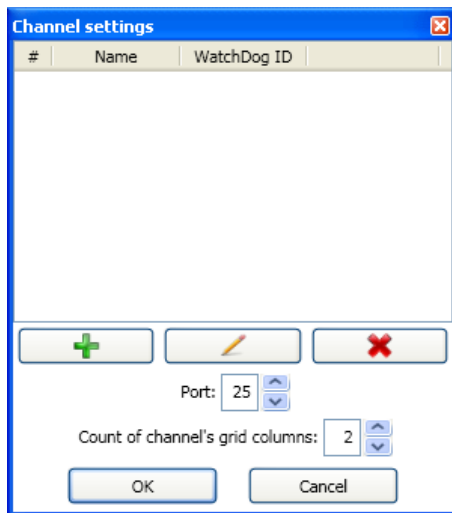 Channel settings
# Name WatchDog ID
Port: 25
Count of channel's grid columns: 2
OK Cancel